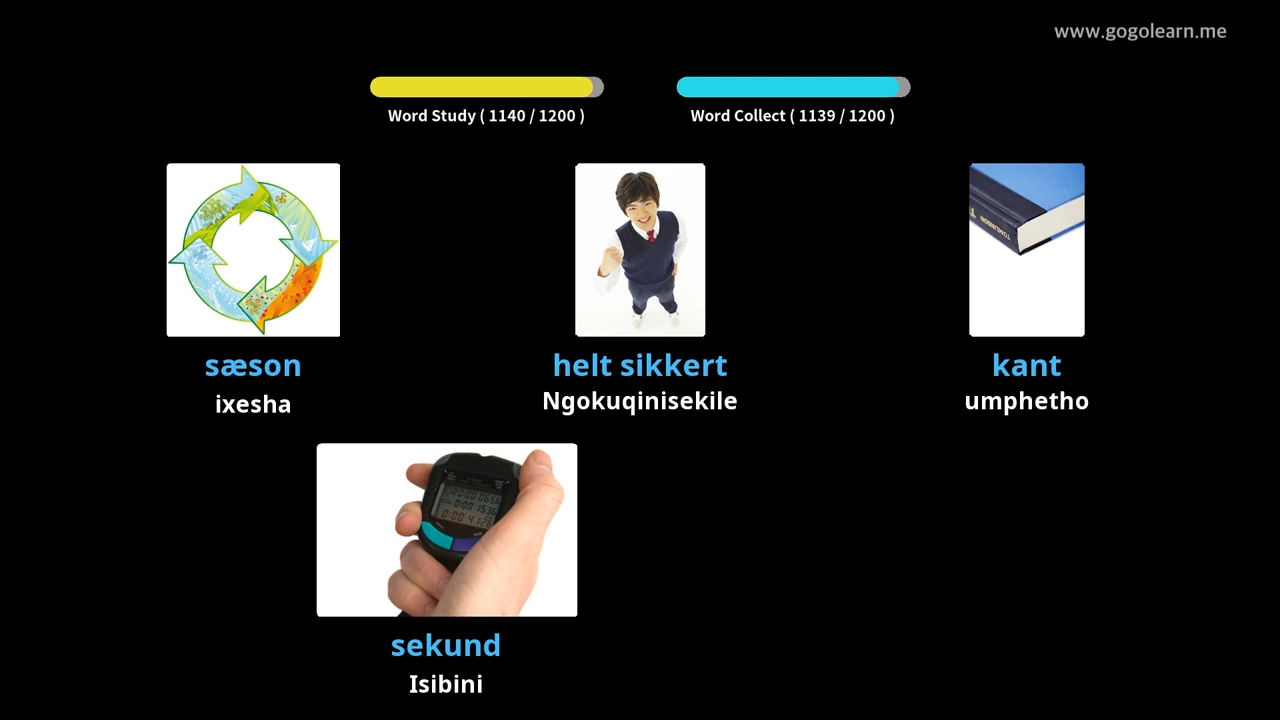 www.gogolearn.me
Word Study ( 1140 / 1200 )
Word Collect ( 1139 / 1200 )
TOMLINSON
sæson
helt sikkert
kant
ixesha
Ngokuqinisekile
umphetho
sekund
Isibini